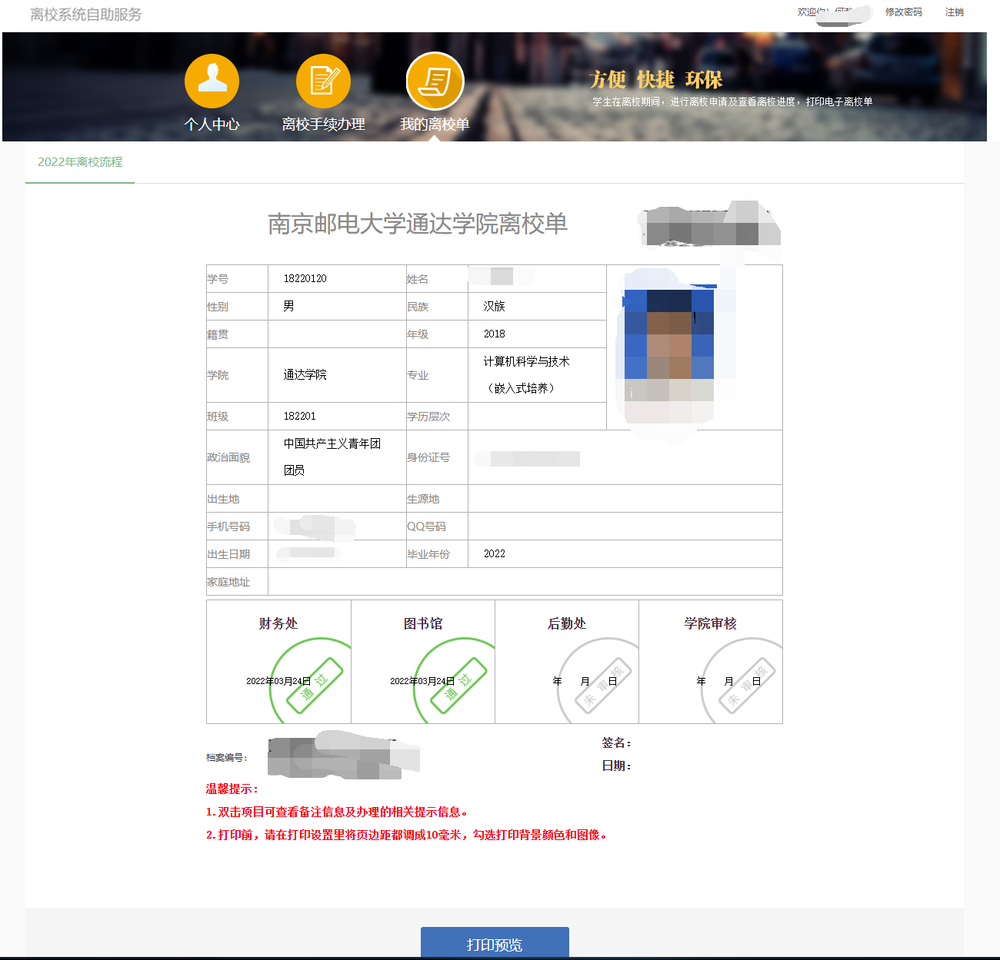 离校系统自助服务
欢迎你! 修改密码 注销
方便 快捷 环保
学生在离校期间，进行离校申请及查看离校进度，打印电子离校单
个人中心 离校手续办理 我的离校单
2022年离校流程
南京邮电大学通达学院离校单
学号 18220120 姓名
性别 男 民族 汉族
籍贯 年级 2018
学院 通达学院 专业 计算机科学与技术
（嵌入式培养）
班级 182201 学历层次
政治面貌 中国共产主义青年团
团员 身份证号
出生地 生源地
手机号码 QQ号码
出生日期 毕业年份 2022
家庭地址
财务处 图书馆 后勤处 学院审核
2022年03月24日 通过 2022年03月24日 通过 年 月 日 未审核 年 月 日 未审核
签名：
档案编号：
日期：
温馨提示：
1.双击项目可查看备注信息及办理的相关提示信息。
2.打印前，请在打印设置里将页边距都调成10毫米，勾选打印背景颜色和图像。
打印预览